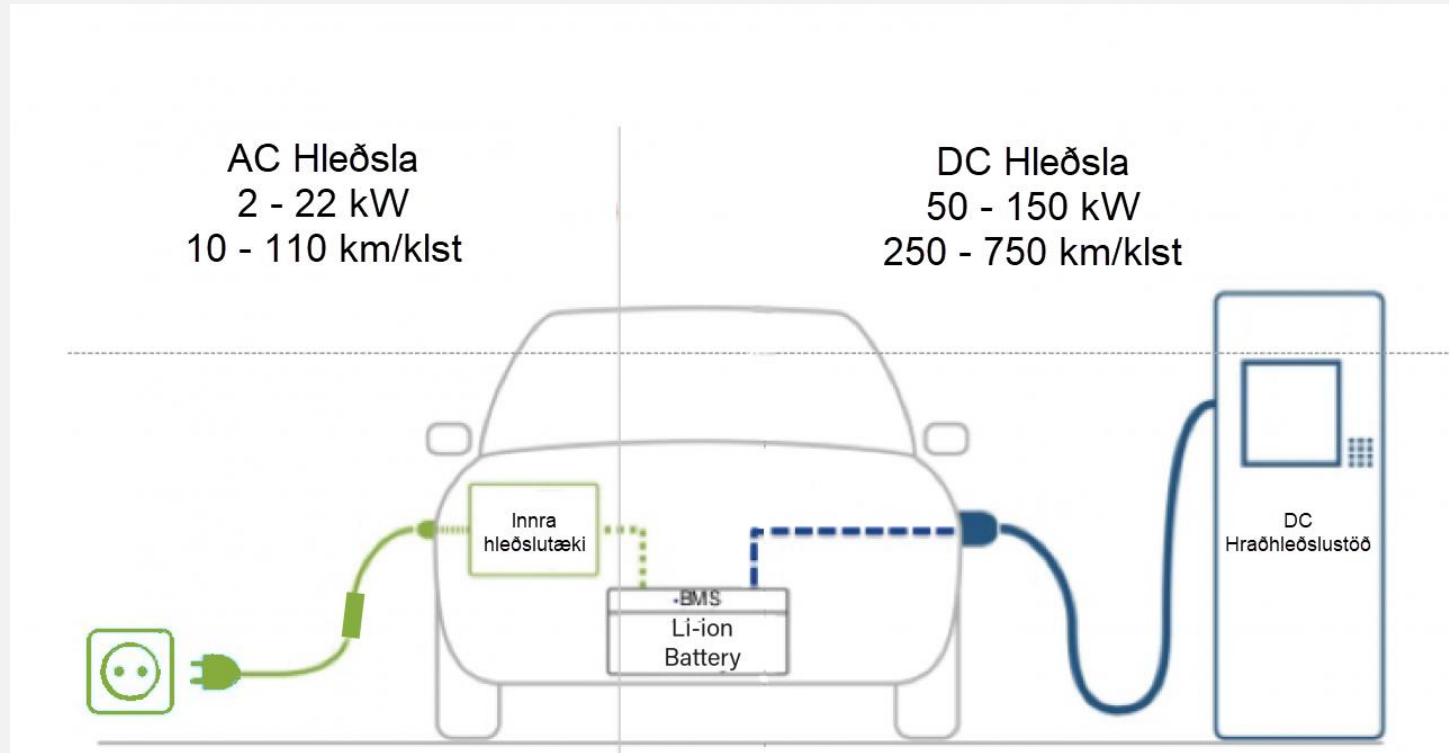 AC Hleðsla
2 - 22 kW
10 - 110 km/klst
DC Hleðsla
50 - 150 kW
250 - 750 km/klst
Innra
hleðslutæki
BMS
Li-ion
Battery
DC
Hraðhleðslustöð